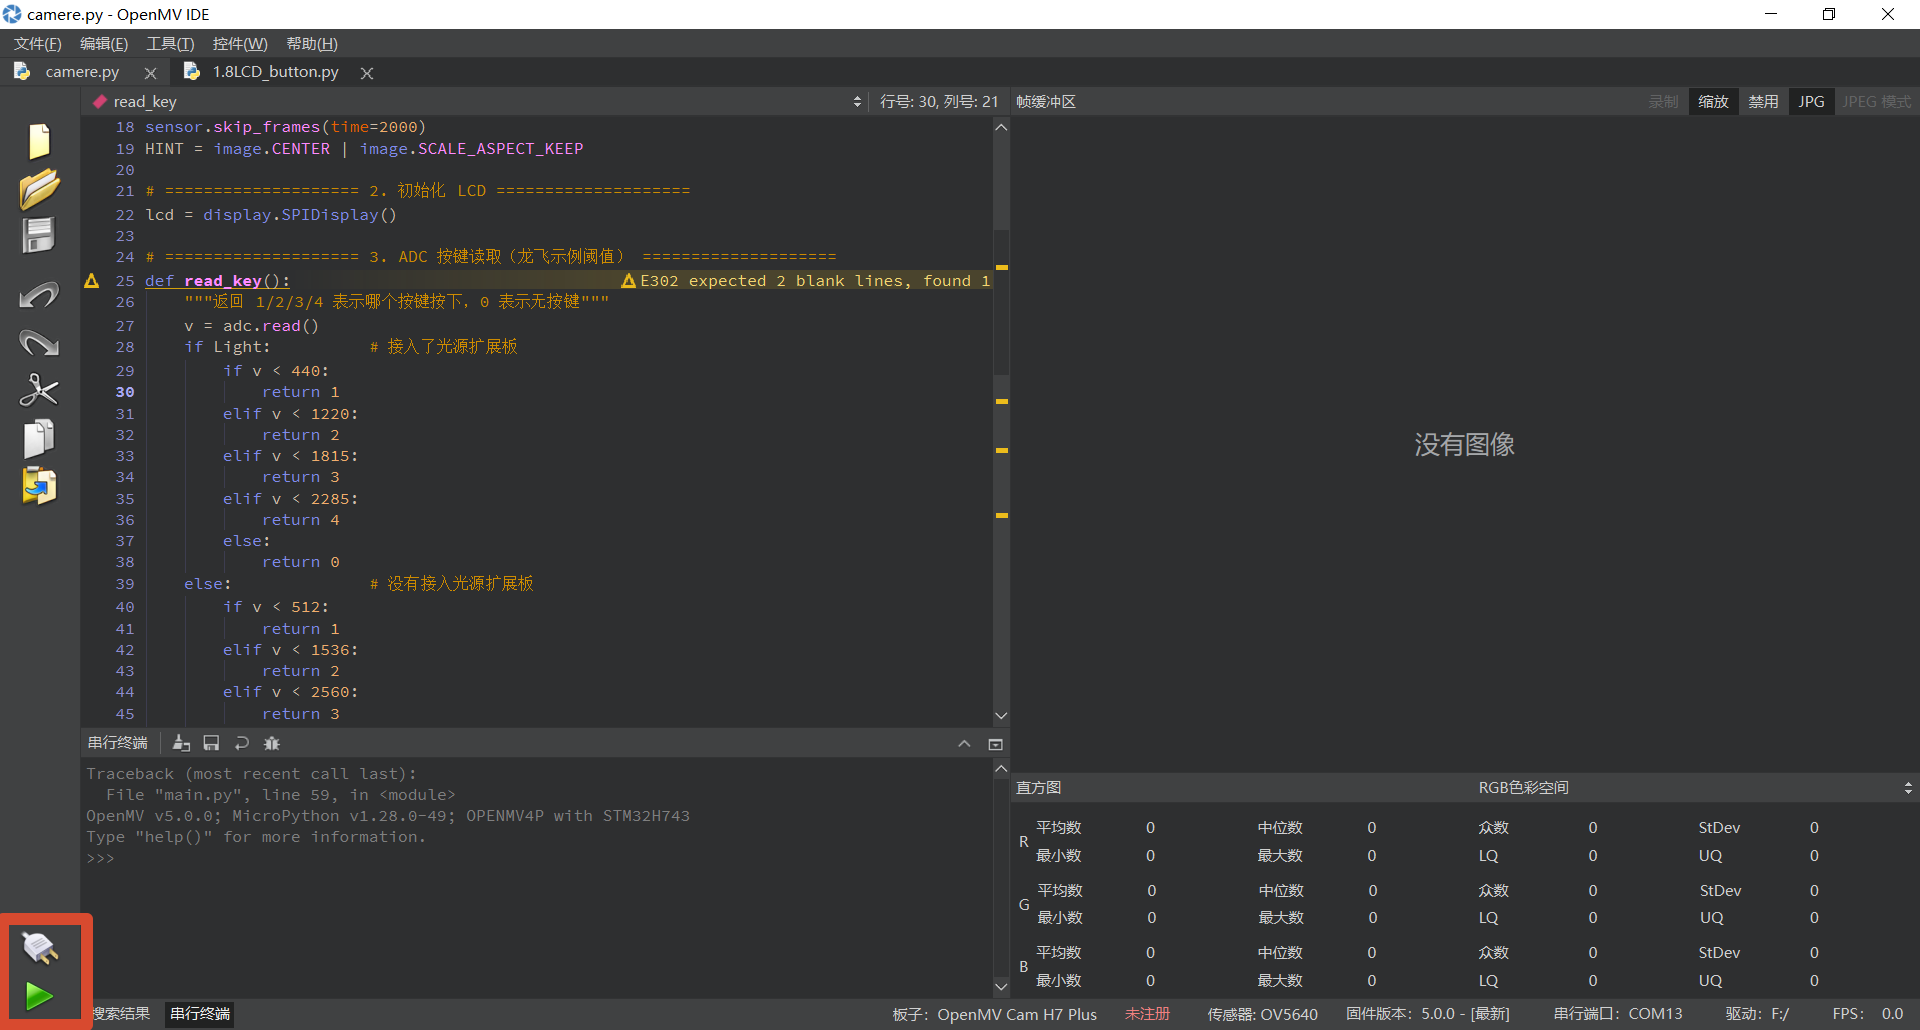 camere.py - OpenMV IDE
文件(F) 编辑(E) 工具(T) 控件(W) 帮助(H)
camere.py 1.8LCD_button.py
read_key 行号: 30, 列号: 21 帧缓冲区 录制 缩放 禁用 JPG JPEG 模式
18 sensor.skip_frames(time=2000)
19 HINT = image.CENTER | image.SCALE_ASPECT_KEEP
20
21 # ==================== 2. 初始化 LCD ====================
22 lcd = display.SPIDisplay()
23
24 # ==================== 3. ADC 按键读取（龙飞示例阈值） ====================
25 def read_key(): E302 expected 2 blank lines, found 1
26 """返回 1/2/3/4 表示哪个按键按下，0 表示无按键"""
27 v = adc.read()
28 if Light: # 接入了光源扩展板
29 if v < 440:
30 return 1
31 elif v < 1220:
32 return 2
33 elif v < 1815:
34 return 3
35 elif v < 2285:
36 return 4
37 else:
38 return 0
39 else: # 没有接入光源扩展板
40 if v < 512:
41 return 1
42 elif v < 1536:
43 return 2
44 elif v < 2560:
45 return 3
没有图像
串行终端
Traceback (most recent call last):
File "main.py", line 59, in <module>
OpenMV v5.0.0; MicroPython v1.28.0-49; OPENMV4P with STM32H743
Type "help()" for more information.
>>>
直方图 RGB色彩空间
R 平均数 0 中位数 0 众数 0 StDev 0
最小数 0 最大数 0 LQ 0 UQ 0
G 平均数 0 中位数 0 众数 0 StDev 0
最小数 0 最大数 0 LQ 0 UQ 0
B 平均数 0 中位数 0 众数 0 StDev 0
最小数 0 最大数 0 LQ 0 UQ 0
搜索结果 串行终端 板子: OpenMV Cam H7 Plus 未注册 传感器: OV5640 固件版本: 5.0.0 - [最新] 串行端口: COM13 驱动: F:/ FPS: 0.0